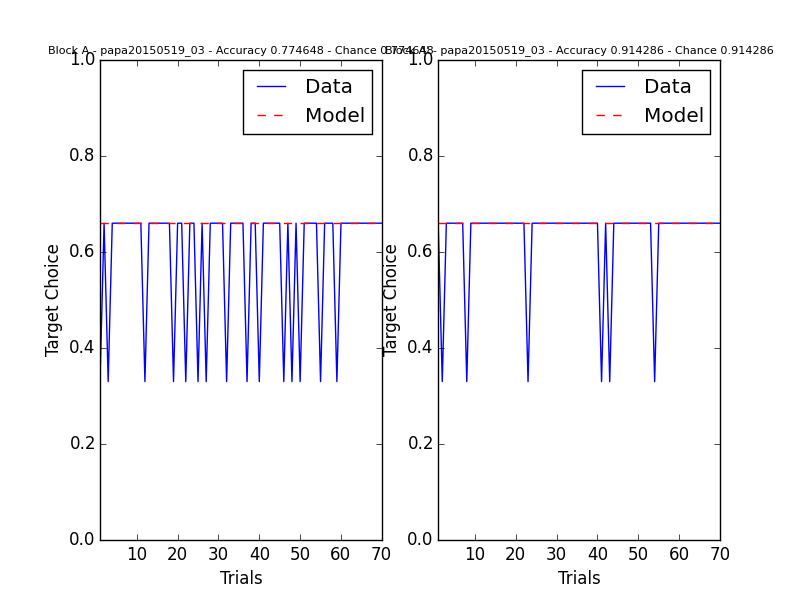 Block A - papa20150519_03 - Accuracy 0.774648 - Chance 0.774648
Block A - papa20150519_03 - Accuracy 0.914286 - Chance 0.914286
1.0
0.8
0.6
0.4
0.2
0.0
Target Choice
Data
Model
10 20 30 40 50 60 70
Trials
1.0
0.8
0.6
0.4
0.2
0.0
Target Choice
Data
Model
10 20 30 40 50 60 70
Trials